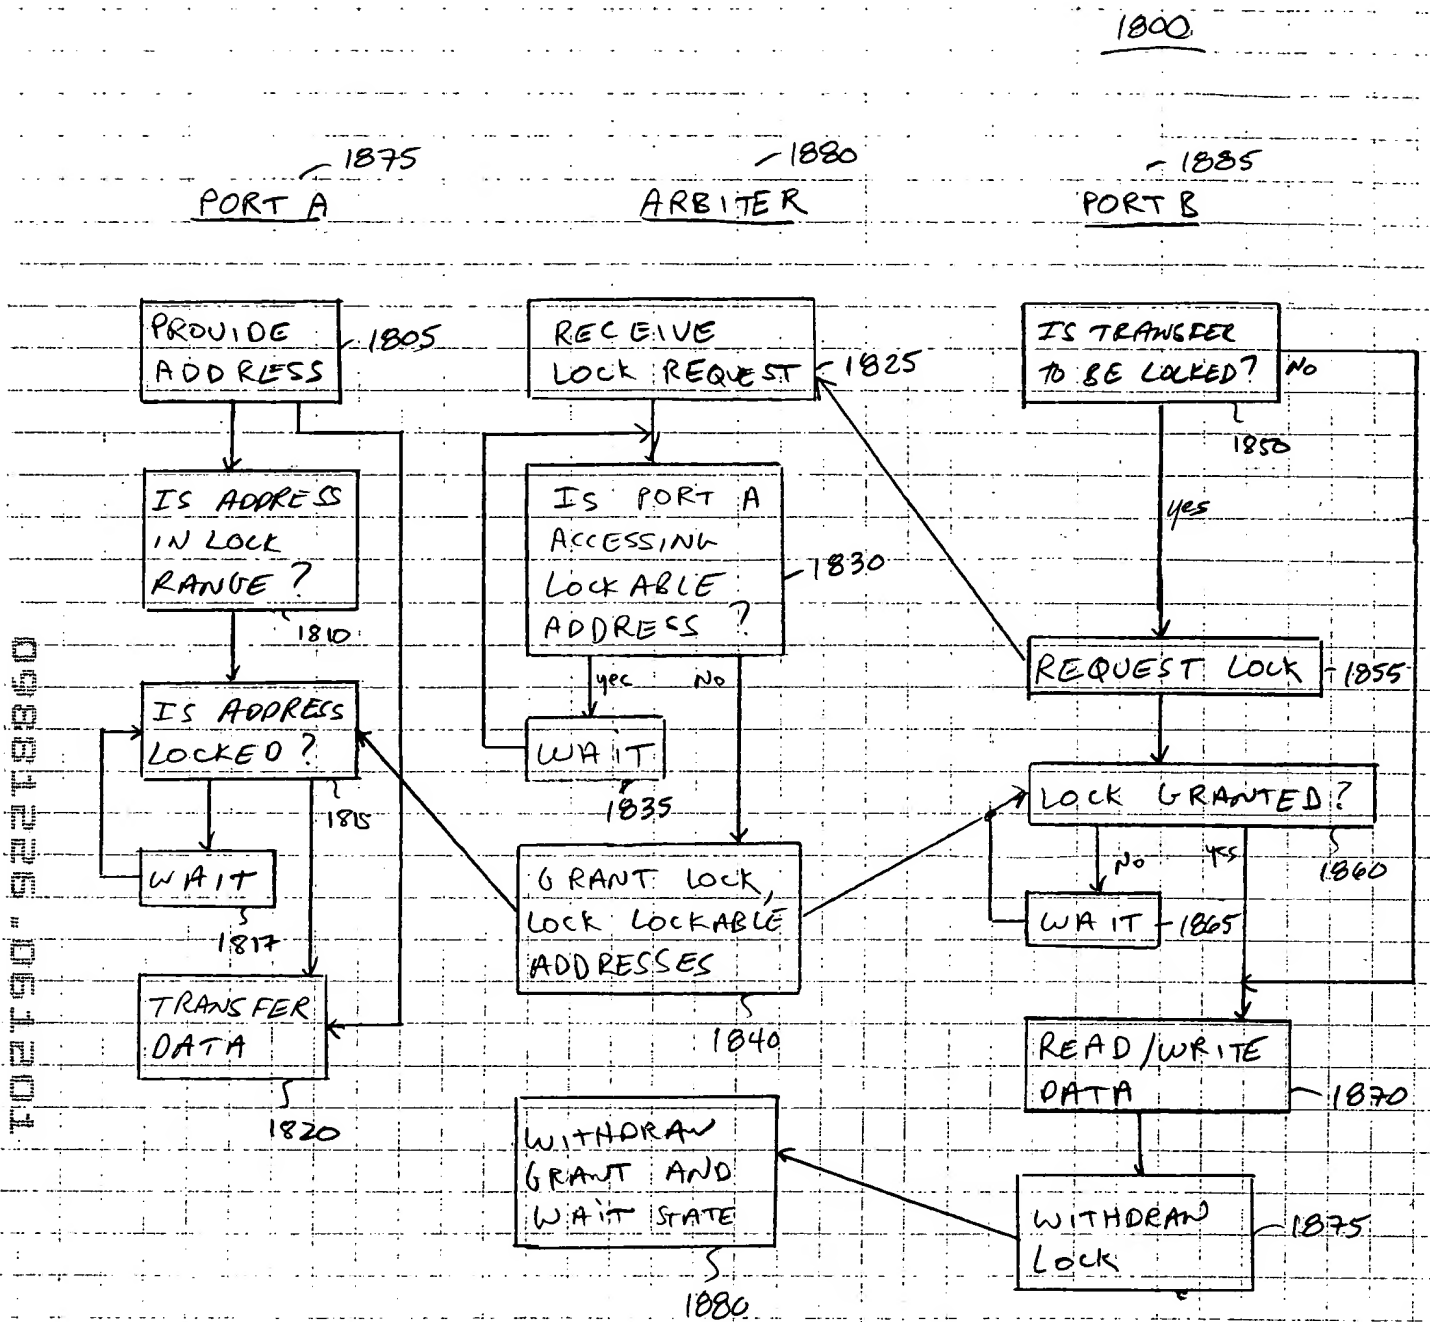 1800
1875
PORT A
1880
ARBITER
1885
PORT B
PROVIDE
ADDRESS
1805
IS ADDRESS
IN LOCK
RANGE?
1810
IS ADDRESS
LOCKED?
1815
WAIT
1817
TRANSFER
DATA
1820
RECEIVE
LOCK REQUEST
1825
IS PORT A
ACCESSING
LOCKABLE
ADDRESS?
1830
yes
No
WAIT
1835
GRANT LOCK,
LOCK LOCKABLE
ADDRESSES
1840
WITHDRAW
GRANT AND
WAIT STATE
1880
IS TRANSFER
TO BE LOCKED?
No
1850
yes
REQUEST LOCK
1855
LOCK GRANTED?
1860
No
yes
WAIT
1865
READ/WRITE
DATA
1870
WITHDRAW
LOCK
1875
09881226.061201